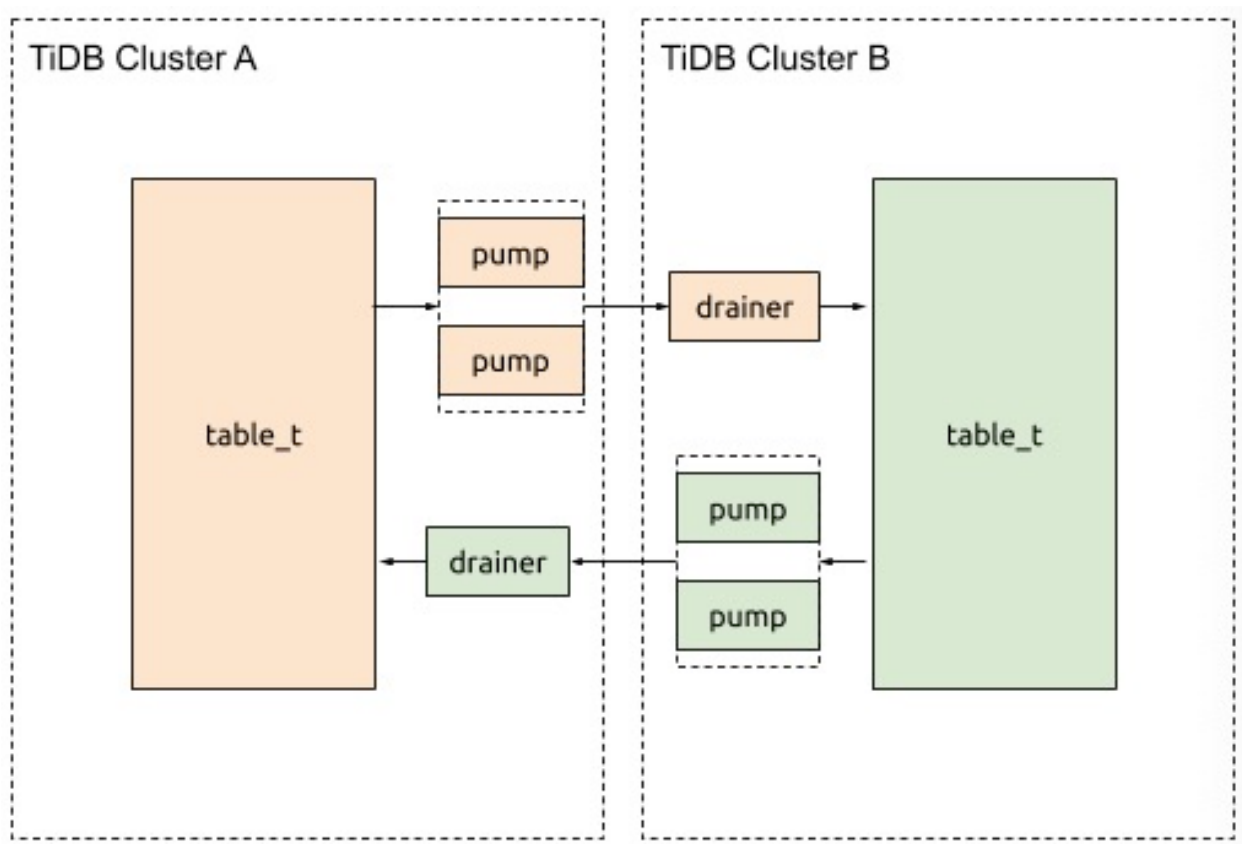 TiDB Cluster A
TiDB Cluster B
pump
pump
drainer
table_t
table_t
drainer
pump
pump